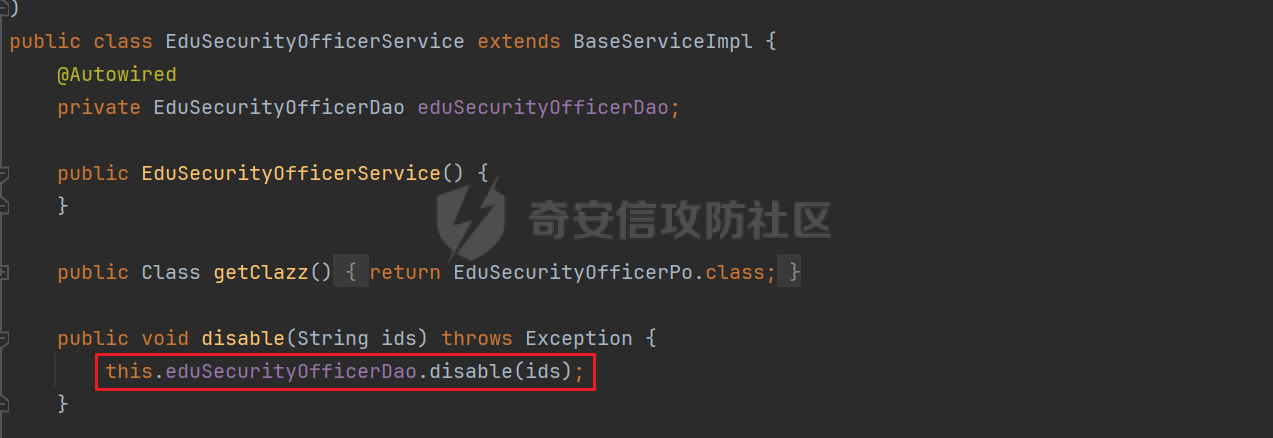 )
public class EduSecurityOfficerService extends BaseServiceImpl {
@Autowired
private EduSecurityOfficerDao eduSecurityOfficerDao;
public EduSecurityOfficerService() {
}
奇安信攻防社区
public Class getClazz() { return EduSecurityOfficerPo.class; }
public void disable(String ids) throws Exception {
this.eduSecurityOfficerDao.disable(ids);
}